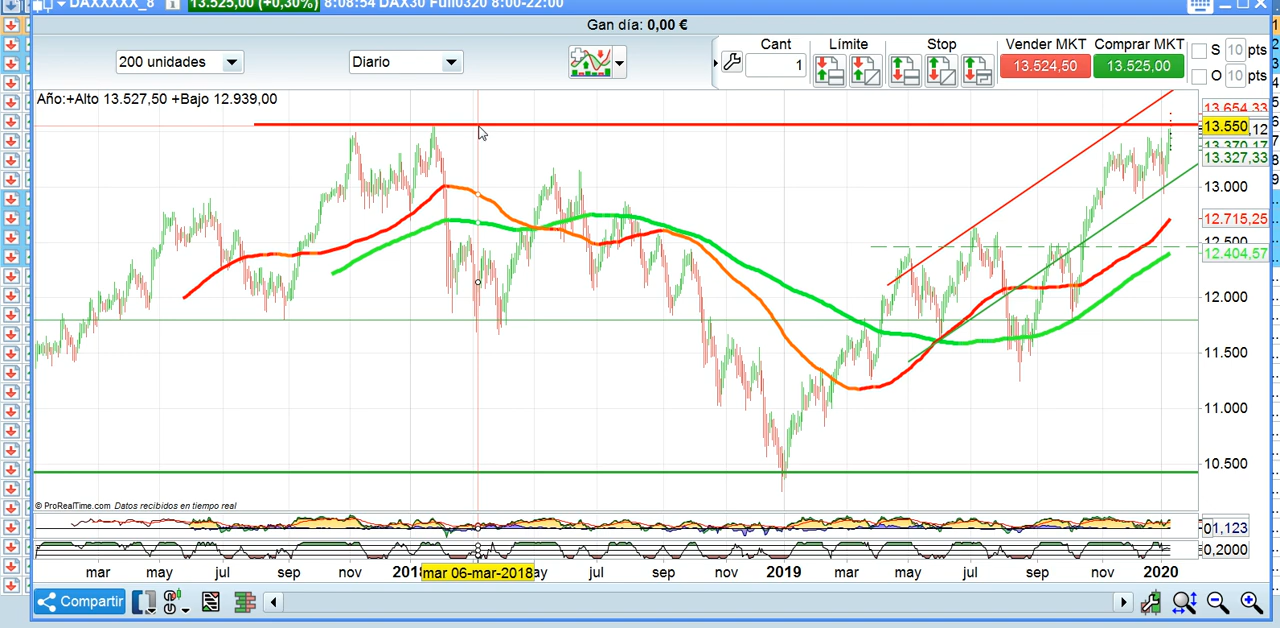 DAXXXXX_8 13.525,00 (+0,30%) 8:08:54 DAX30 Full0320 8:00-22:00
Gan día: 0,00 €
200 unidades Diario Cant 1 Límite Stop Vender MKT 13.524,50 Comprar MKT 13.525,00 S 10 pts
O 10 pts
Año:+Alto 13.527,50 +Bajo 12.939,00
13.654,33
13.550
13.370,17
13.327,33
13.000
12.715,25
12.500
12.404,57
12.000
11.500
11.000
10.500
© ProRealTime.com Datos recibidos en tiempo real
1,123
0,2000
mar may jul sep nov mar 06-mar-2018 jul sep nov 2019 mar may jul sep nov 2020
Compartir